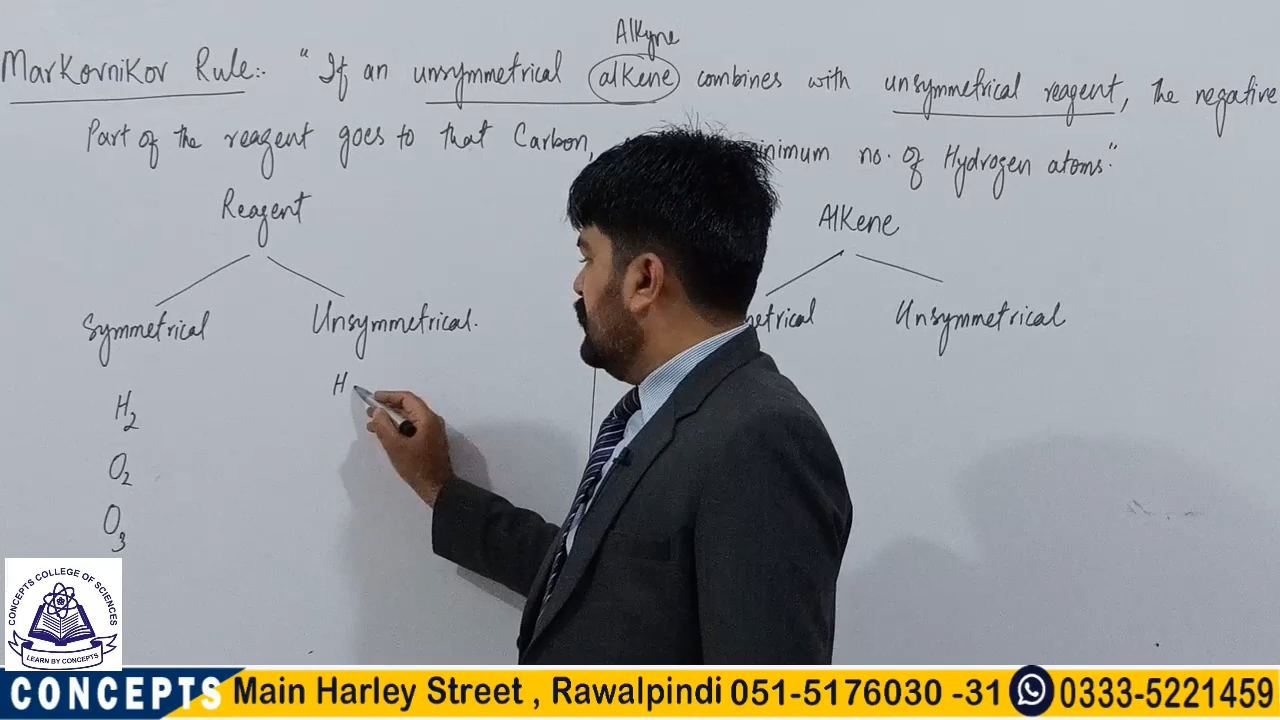 Alkyne
Markovnikov Rule:- "If an unsymmetrical alkene combines with unsymmetrical reagent, the negative
Part of the reagent goes to that Carbon, no. of Hydrogen atoms."
Reagent
Alkene
Symmetrical
Unsymmetrical.
Unsymmetrical
H
H2
O2
O3
CONCEPTS COLLEGE OF SCIENCES
LEARN BY CONCEPTS
CONCEPTS Main Harley Street , Rawalpindi 051-5176030 -31 0333-5221459